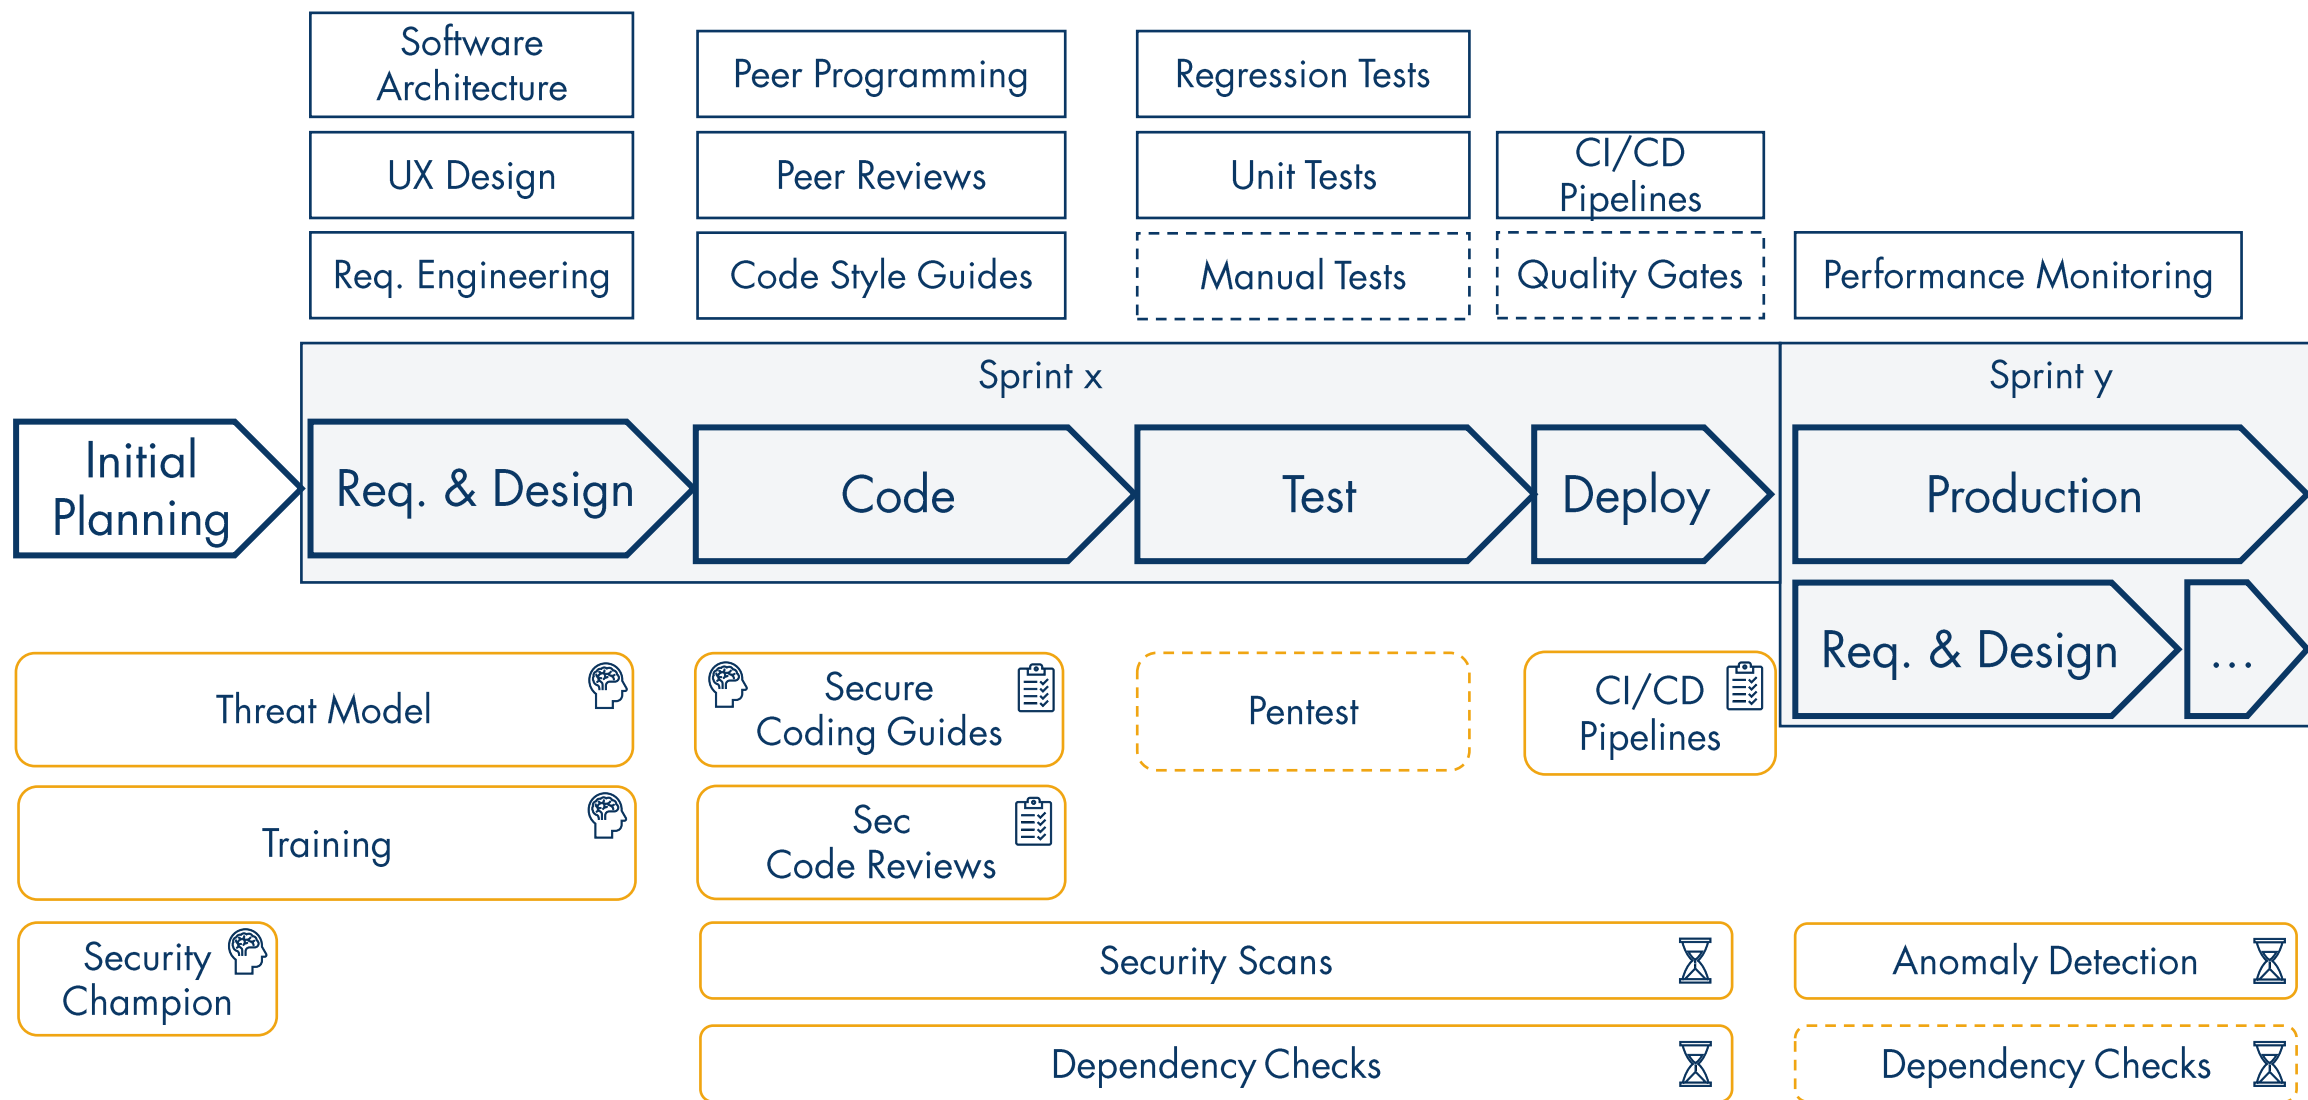 Software
Architecture
Peer Programming
Regression Tests
UX Design
Peer Reviews
Unit Tests
CI/CD
Pipelines
Req. Engineering
Code Style Guides
Manual Tests
Quality Gates
Performance Monitoring
Sprint x
Sprint y
Initial
Planning
Req. & Design
Code
Test
Deploy
Production
Req. & Design
...
Threat Model
Secure
Coding Guides
Pentest
CI/CD
Pipelines
Training
Sec
Code Reviews
Security
Champion
Security Scans
Anomaly Detection
Dependency Checks
Dependency Checks